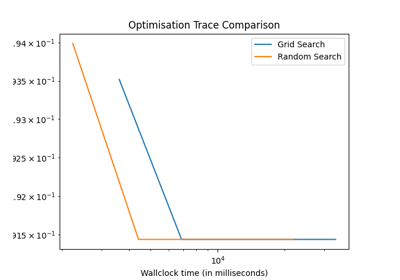 Optimisation Trace Comparison
Grid Search
Random Search
.94 × 10⁻¹
935 × 10⁻¹
.93 × 10⁻¹
925 × 10⁻¹
.92 × 10⁻¹
915 × 10⁻¹
10⁴
Wallclock time (in milliseconds)